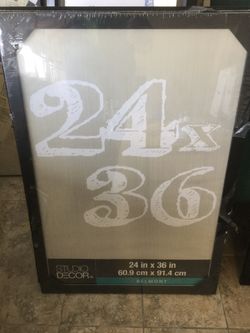 24x
36
STUDIO
DECOR
24 in x 36 in
60.9 cm x 91.4 cm
BELMONT